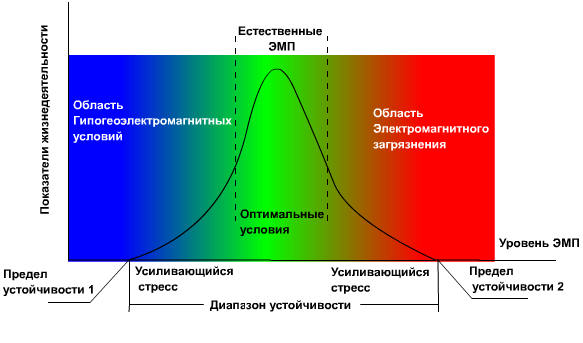 Показатели жизнедеятельности
Естественные
ЭМП
Область
Гипогеоэлектромагнитных
условий
Область
Электромагнитого
загрязнения
Оптимальные
условия
Уровень ЭМП
Предел
устойчивости 1
Усиливающийся
стресс
Усиливающийся
стресс
Предел
устойчивости 2
Диапазон устойчивости